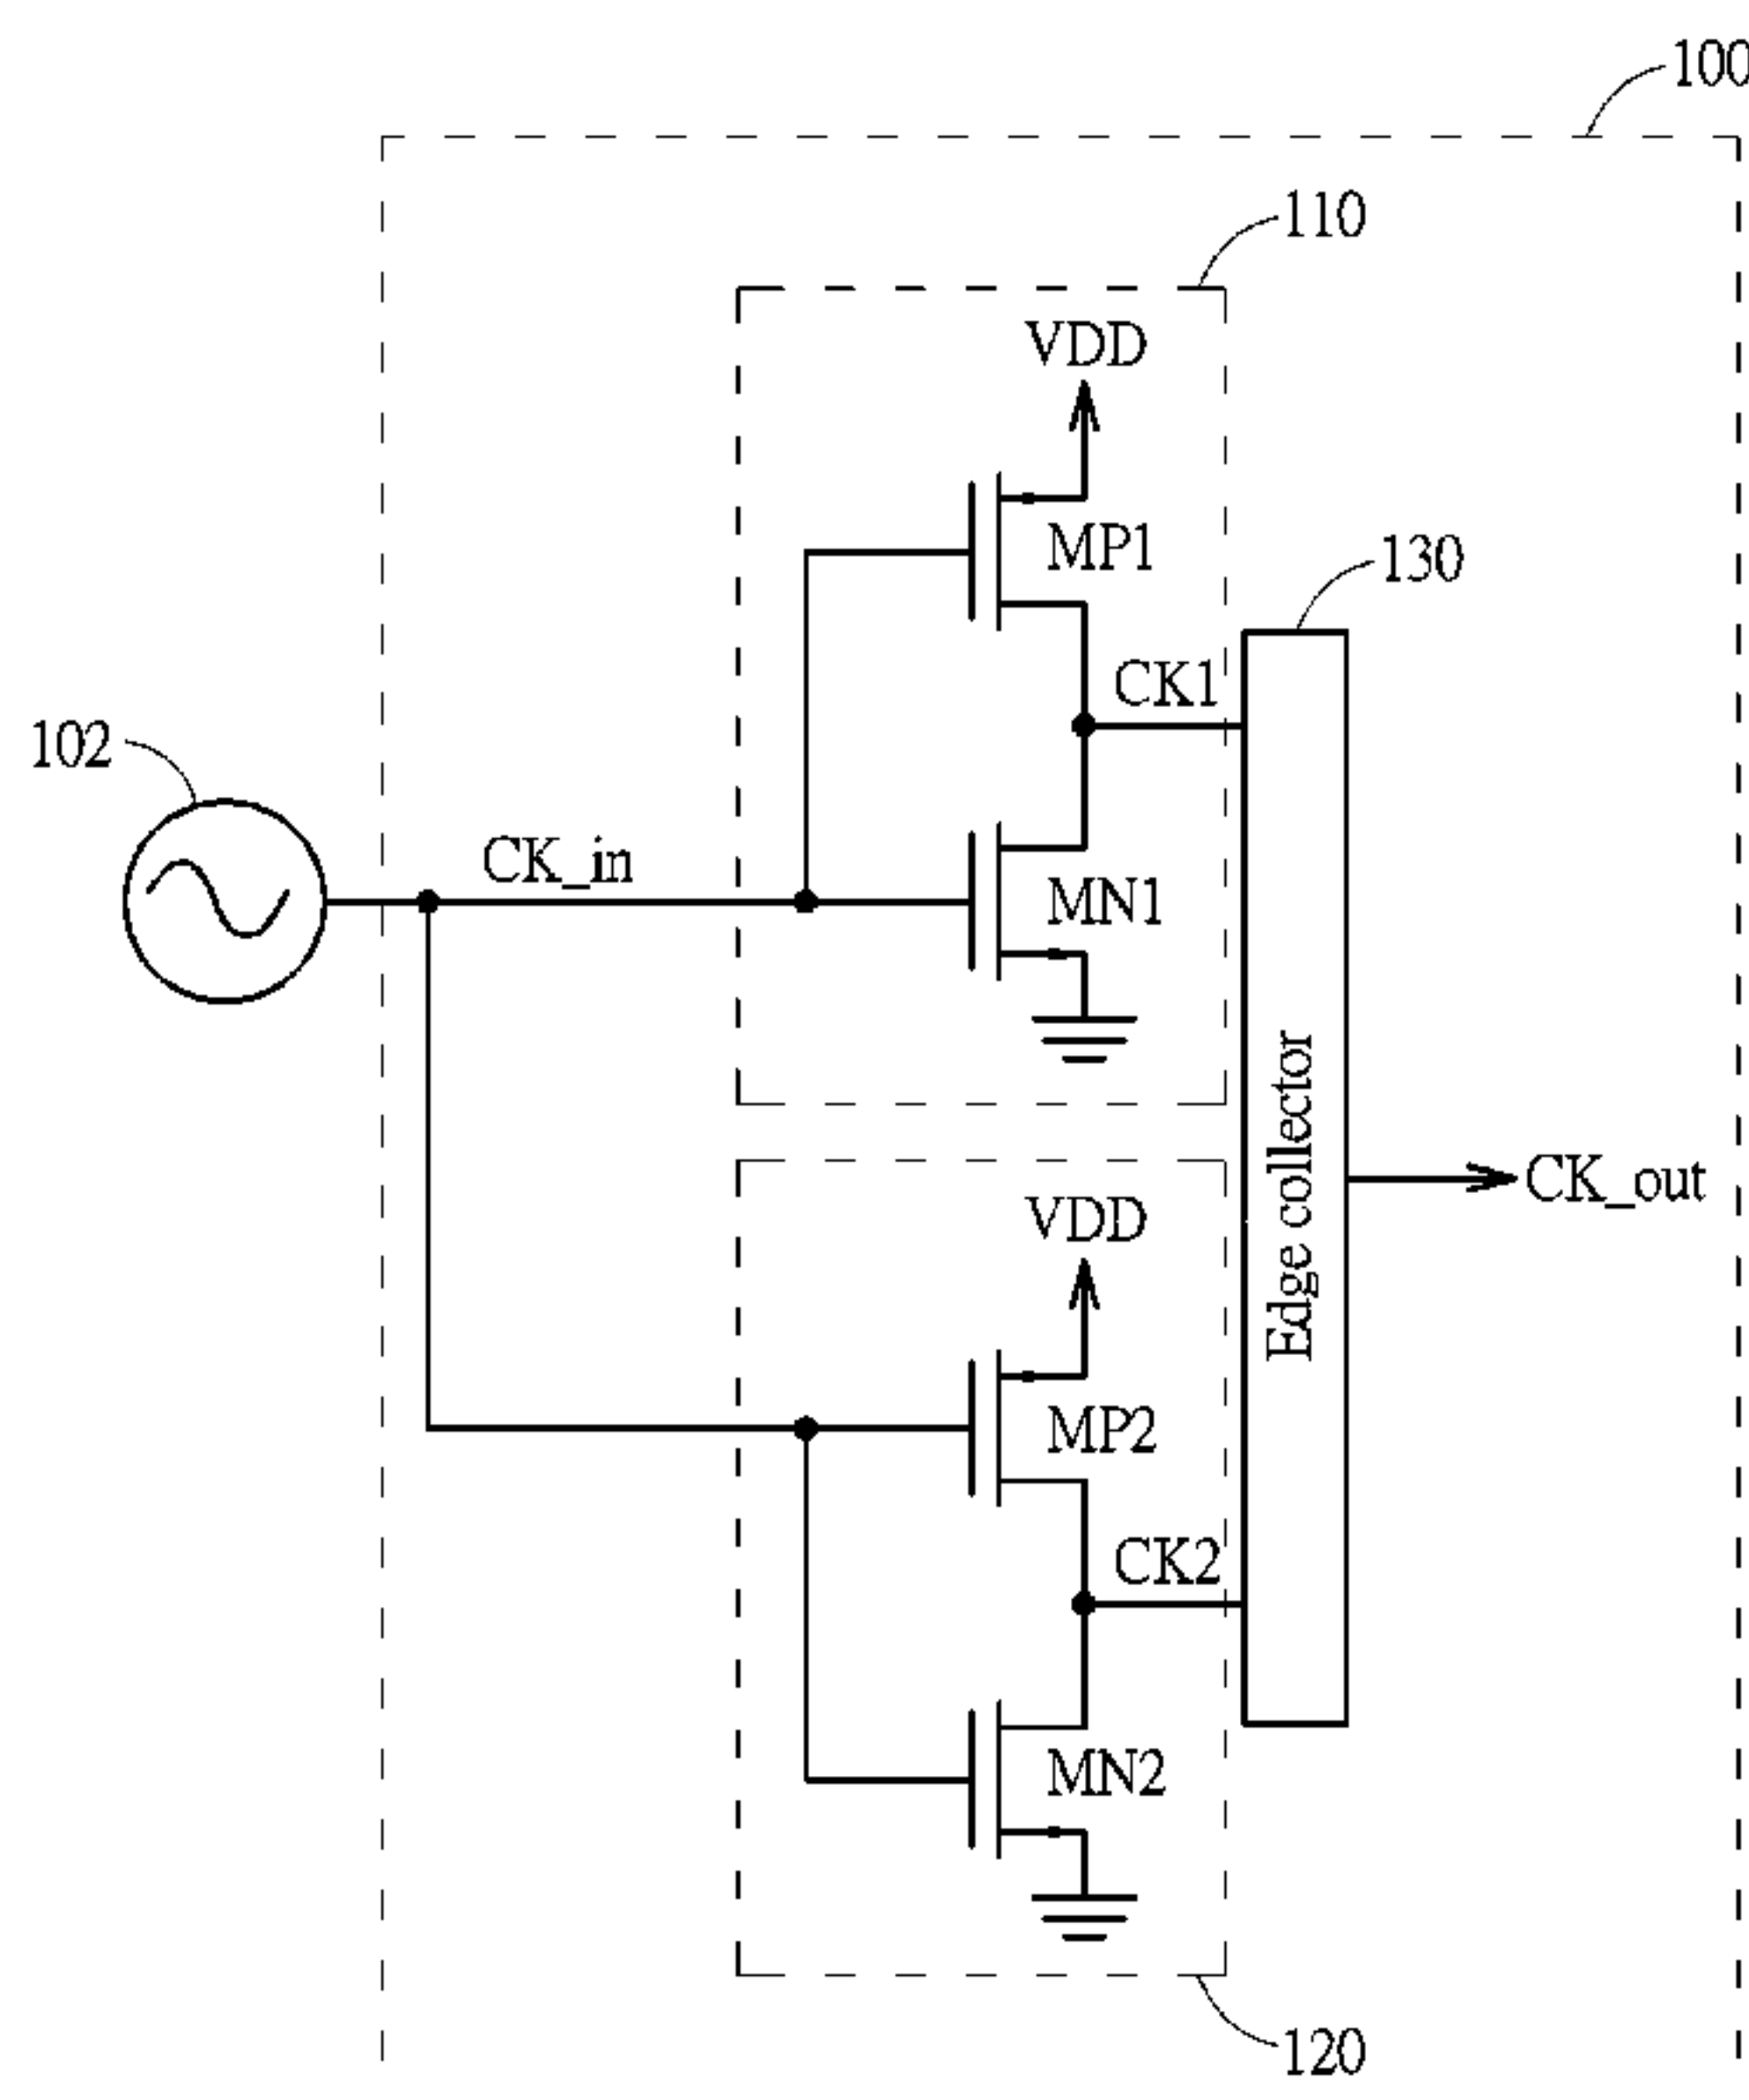 100
110
VDD
MP1
130
CK1
102
CK_in
MN1
Edge collector
CK_out
VDD
MP2
CK2
MN2
120